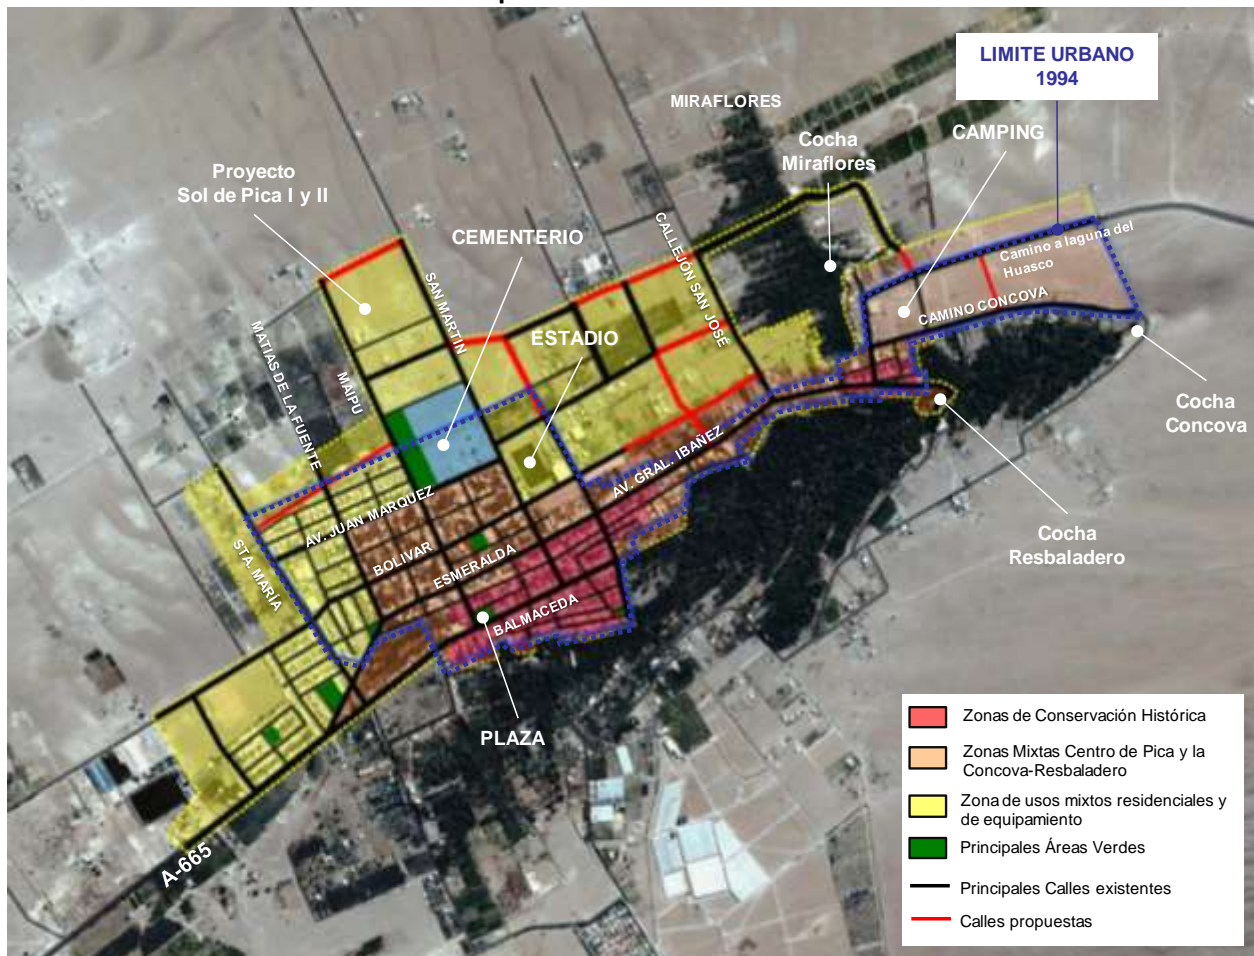 LIMITE URBANO
1994
MIRAFLORES
CAMPING
Cocha
Miraflores
Proyecto
Sol de Pica I y II
CEMENTERIO
CALLEJÓN SAN JOSÉ
Camino a laguna del
Huasco
SAN MARTIN
CAMINO CONCOVA
MATIAS DE LA FUENTE
MAIPU
ESTADIO
Cocha
Concova
AV. GRAL. IBAÑEZ
AV. JUAN MARQUEZ
Cocha
Resbaladero
STA. MARÍA
BOLIVAR
ESMERALDA
BALMACEDA
PLAZA
A-665
Zonas de Conservación Histórica
Zonas Mixtas Centro de Pica y la
Concova-Resbaladero
Zona de usos mixtos residenciales y
de equipamiento
Principales Áreas Verdes
Principales Calles existentes
Calles propuestas